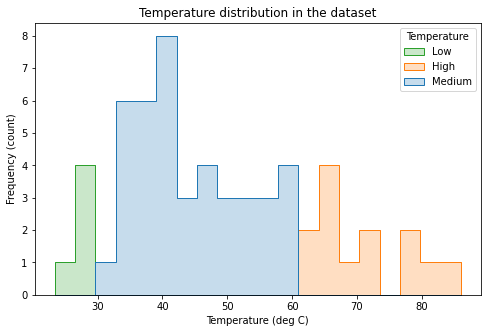 Temperature distribution in the dataset
Temperature
Low
High
Medium
Frequency (count)
8
7
6
5
4
3
2
1
0
30 40 50 60 70 80
Temperature (deg C)